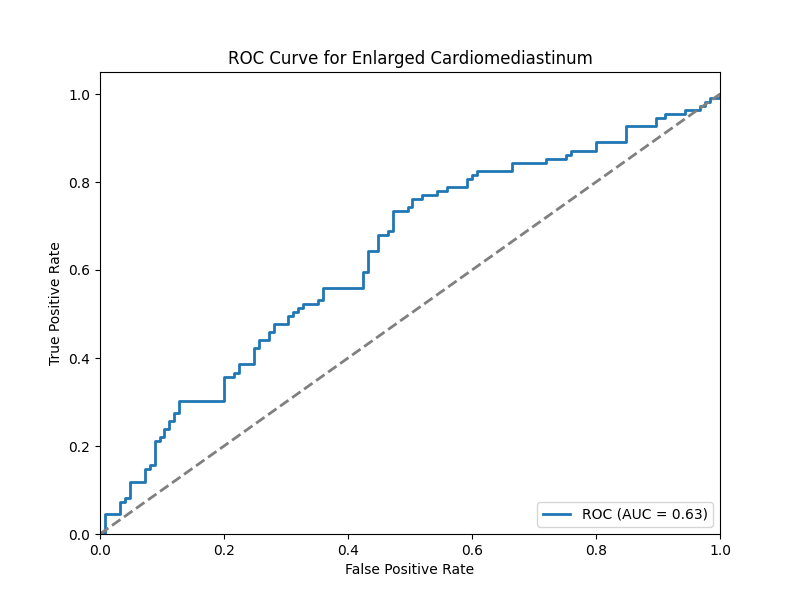 ROC Curve for Enlarged Cardiomediastinum
True Positive Rate
1.0
0.8
0.6
0.4
0.2
0.0
ROC (AUC = 0.63)
0.0 0.2 0.4 0.6 0.8 1.0
False Positive Rate